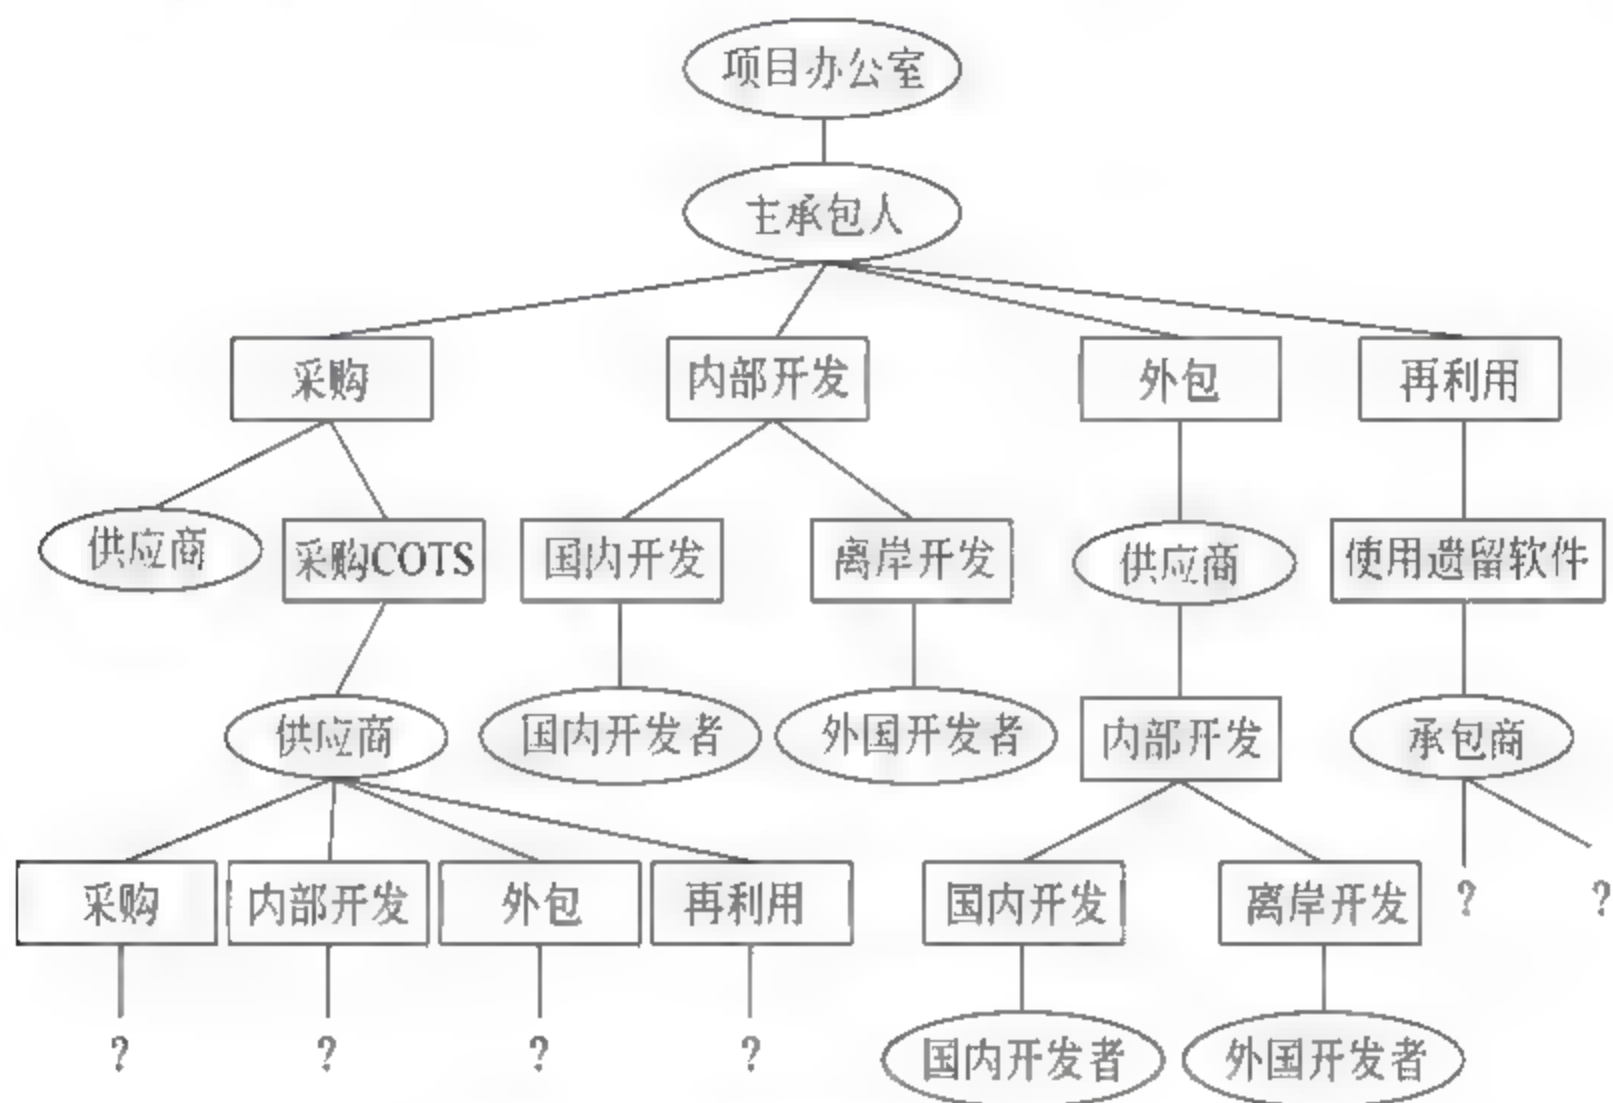 项目办公室
主承包人
采购
内部开发
外包
再利用
供应商
采购COTS
国内开发
离岸开发
供应商
使用遗留软件
供应商
国内开发者
外国开发者
内部开发
承包商
采购
内部开发
外包
再利用
国内开发
离岸开发
?
?
?
?
?
?
国内开发者
外国开发者